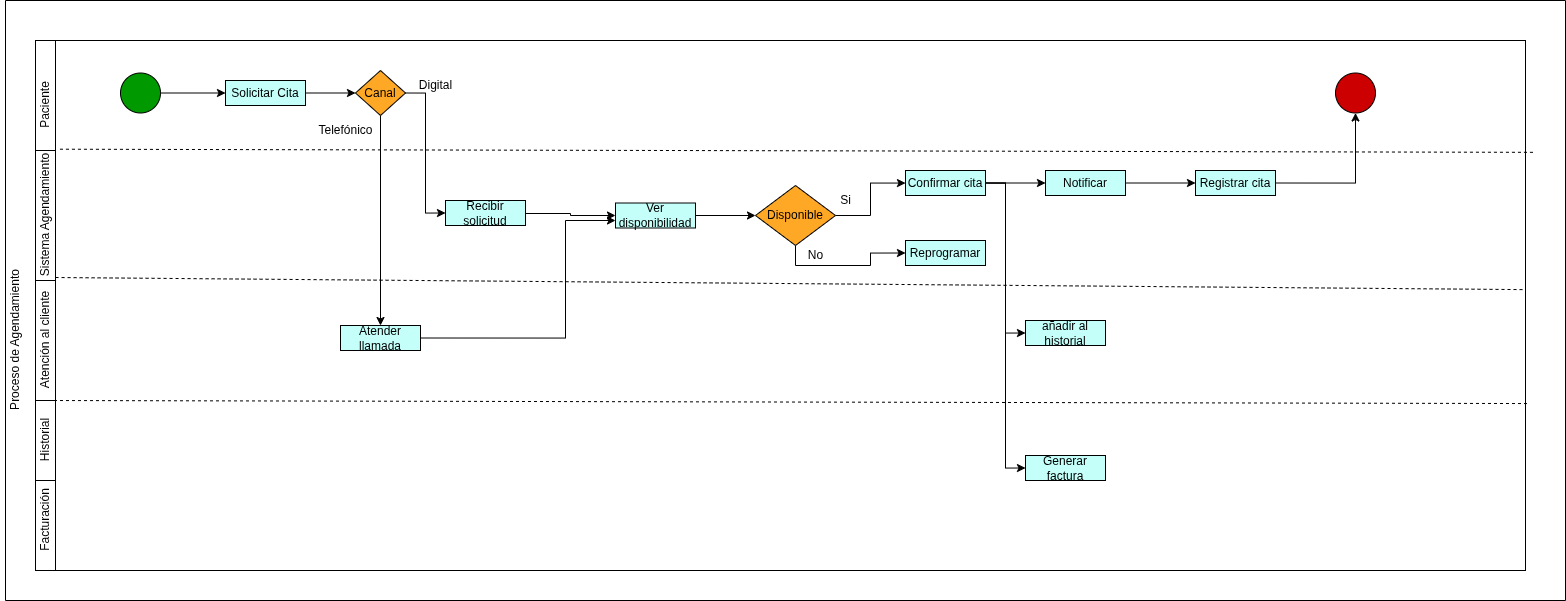 Proceso de Agendamiento
Paciente
Solicitar Cita
Canal
Digital
Telefónico
Sistema Agendamiento
Recibir
solicitud
Ver
disponibilidad
Disponible
Si
No
Confirmar cita
Notificar
Registrar cita
Reprogramar
Atención al cliente
Atender
llamada
añadir al
historial
Historial
Generar
factura
Facturación